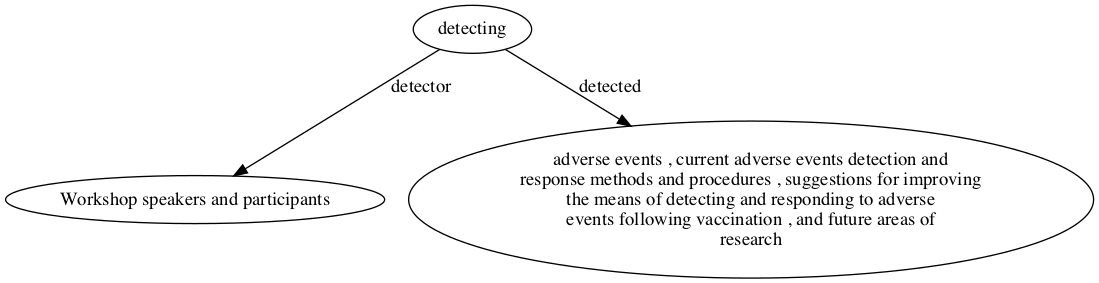 detecting
detector
detected
Workshop speakers and participants
adverse events , current adverse events detection and
response methods and procedures , suggestions for improving
the means of detecting and responding to adverse
events following vaccination , and future areas of
research